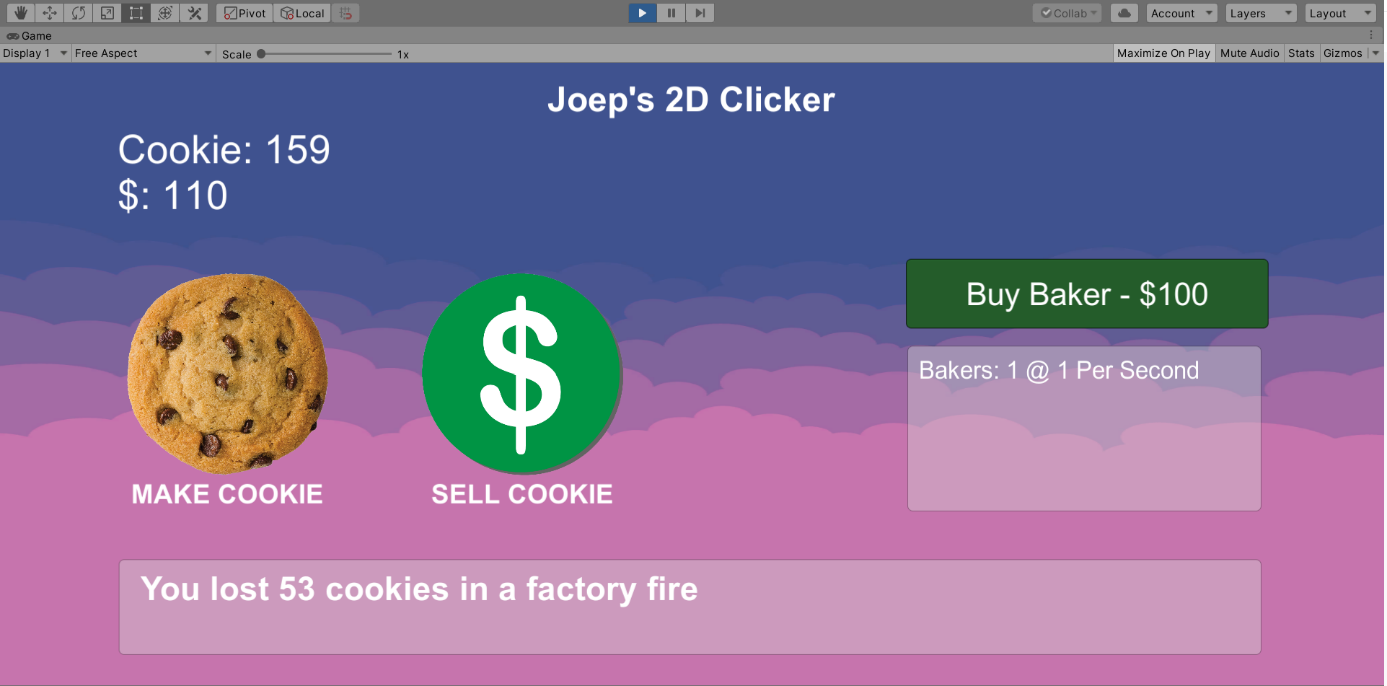 Pivot Local Collab Account Layers Layout
Game
Display 1 Free Aspect Scale 1x Maximize On Play Mute Audio Stats Gizmos
Joep's 2D Clicker
Cookie: 159
$: 110
Buy Baker - $100
Bakers: 1 @ 1 Per Second
$
MAKE COOKIE SELL COOKIE
You lost 53 cookies in a factory fire